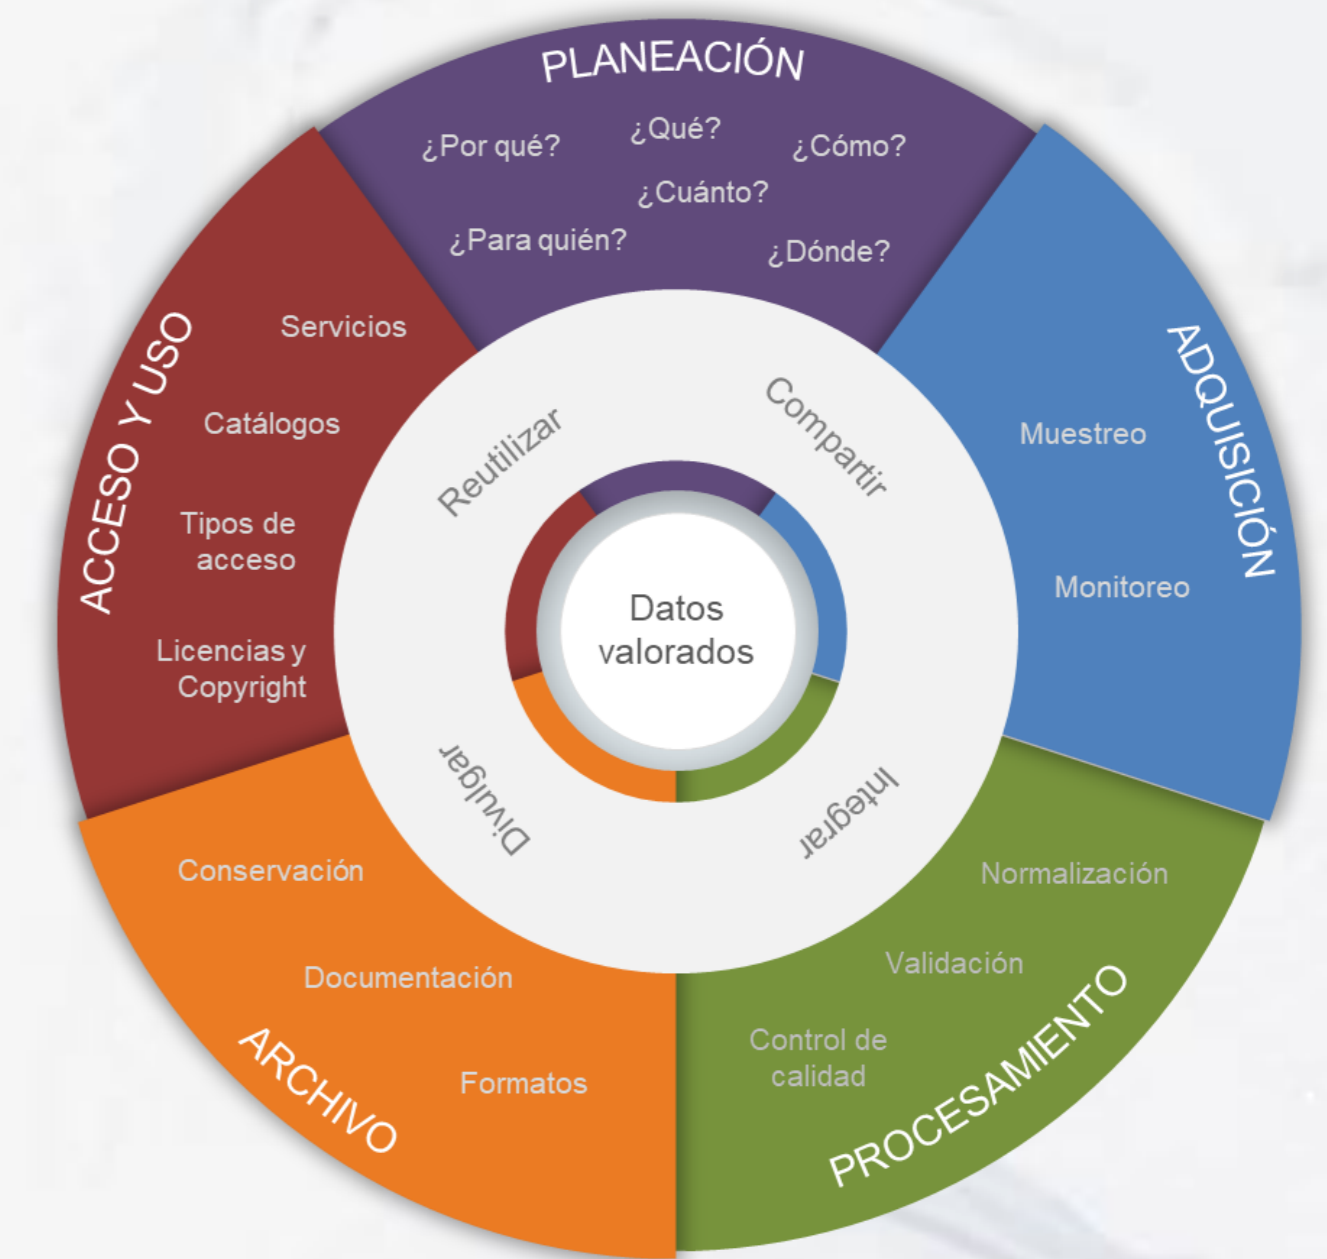 PLANEACIÓN
¿Por qué?
¿Qué?
¿Cómo?
¿Cuánto?
¿Para quién?
¿Dónde?
ADQUISICIÓN
Muestreo
Monitoreo
PROCESAMIENTO
Normalización
Validación
Control de
calidad
ARCHIVO
Conservación
Documentación
Formatos
ACCESO Y USO
Servicios
Catálogos
Tipos de
acceso
Licencias y
Copyright
Reutilizar
Compartir
Integrar
Divulgar
Datos
valorados